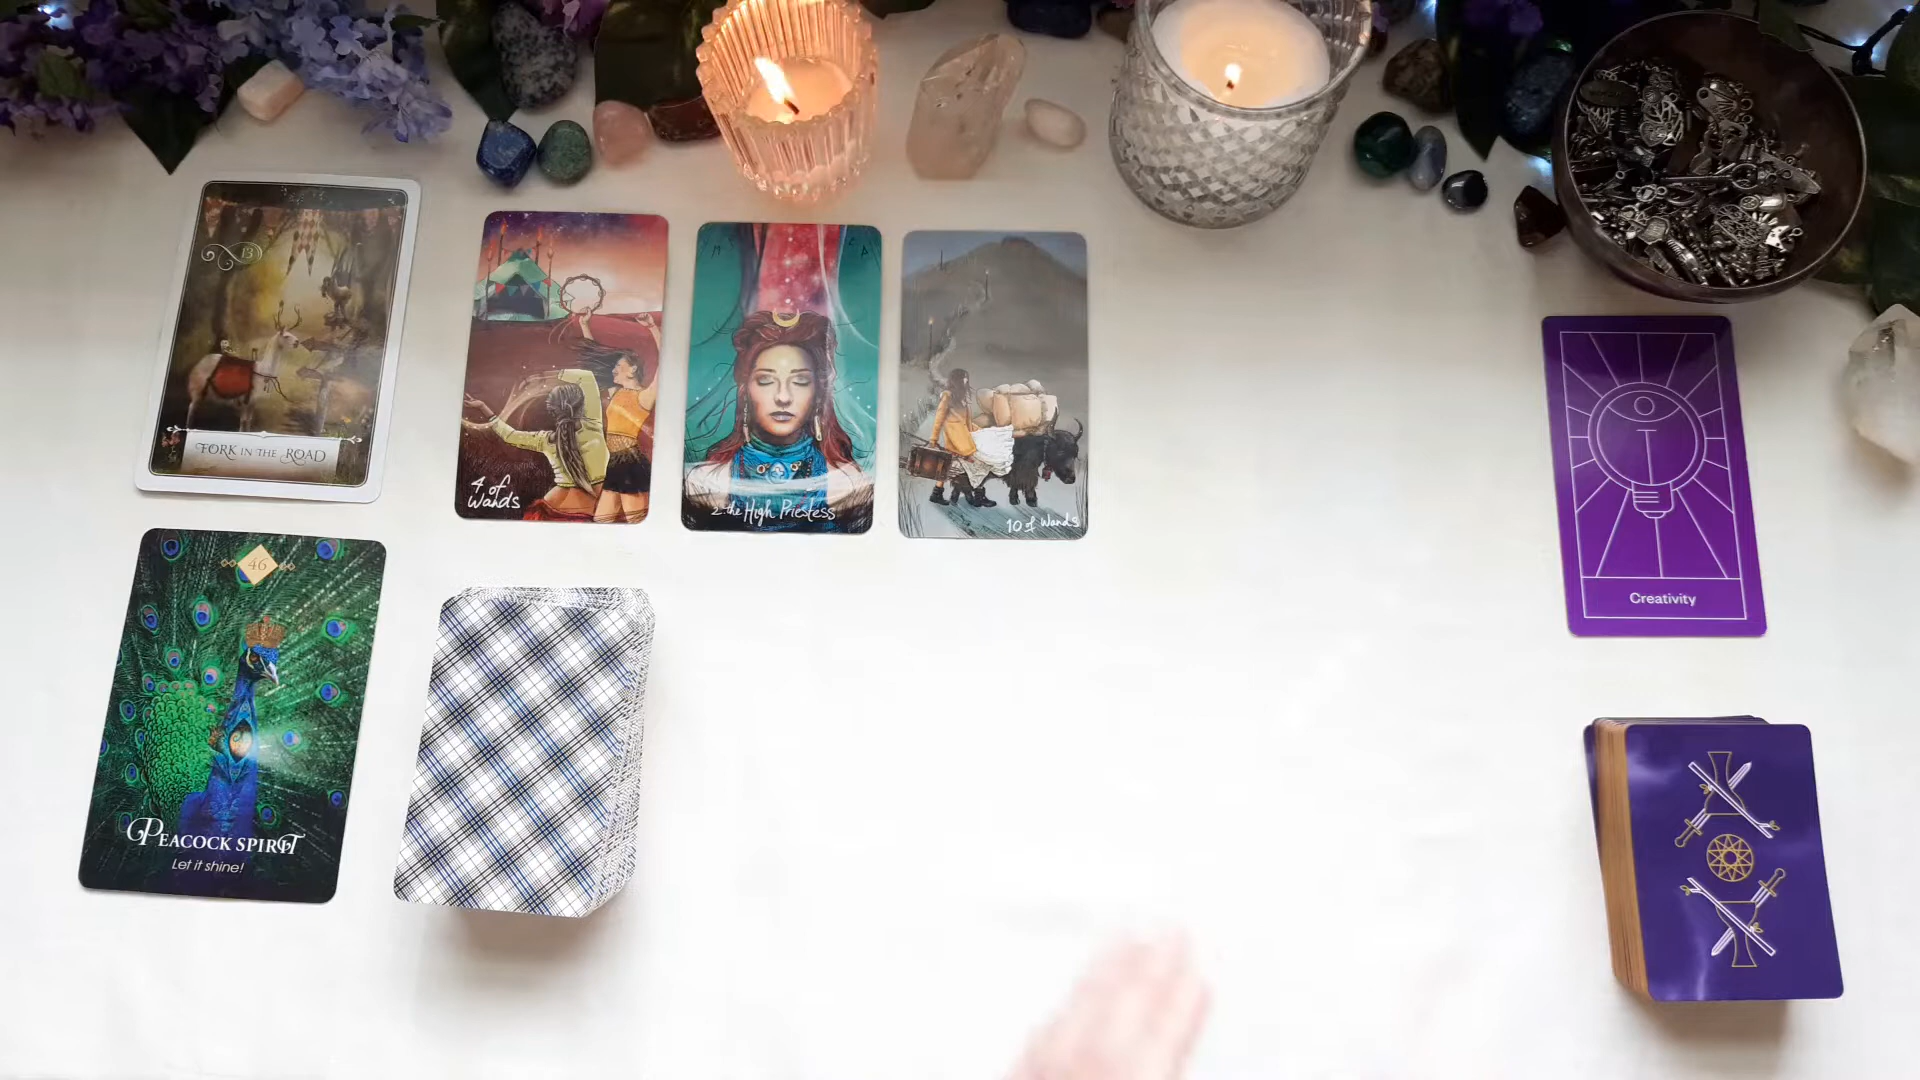 13
FORK IN THE ROAD
4 of
Wands
2. the High Priestess
10 of Wands
Creativity
46
PEACOCK SPIRIT
Let it shine!